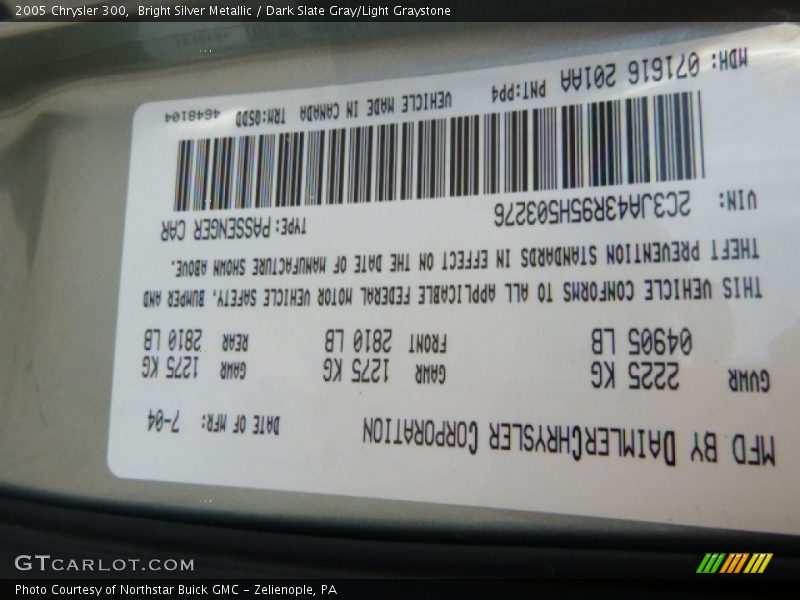 2005 Chrysler 300, Bright Silver Metallic / Dark Slate Gray/Light Graystone
MFD BY DAIMLERCHRYSLER CORPORATION DATE OF MFR: 7-04
GVWR 2225 KG GAWR 1275 KG GAWR 1275 KG
04905 LB FRONT 2810 LB REAR 2810 LB
THIS VEHICLE CONFORMS TO ALL APPLICABLE FEDERAL MOTOR VEHICLE SAFETY, BUMPER AND
THEFT PREVENTION STANDARDS IN EFFECT ON THE DATE OF MANUFACTURE SHOWN ABOVE.
VIN: 2C3JA43R95H503276 TYPE: PASSENGER CAR
MDH: 071616 201AA PNT: PP4 VEHICLE MADE IN CANADA TRM: GSDD 4648104
GTCARLOT.COM
Photo Courtesy of Northstar Buick GMC - Zelienople, PA